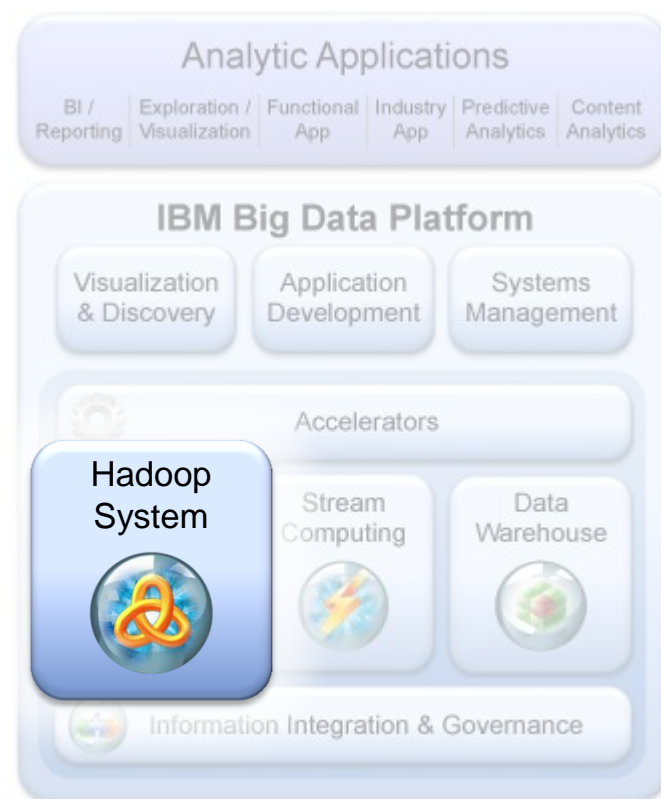 Analytic Applications
BI / Exploration / Functional Industry Predictive Content
Reporting Visualization App App Analytics Analytics
IBM Big Data Platform
Visualization Application Systems
& Discovery Development Management
Accelerators
Hadoop
System
Stream
Computing
Data
Warehouse
Information Integration & Governance